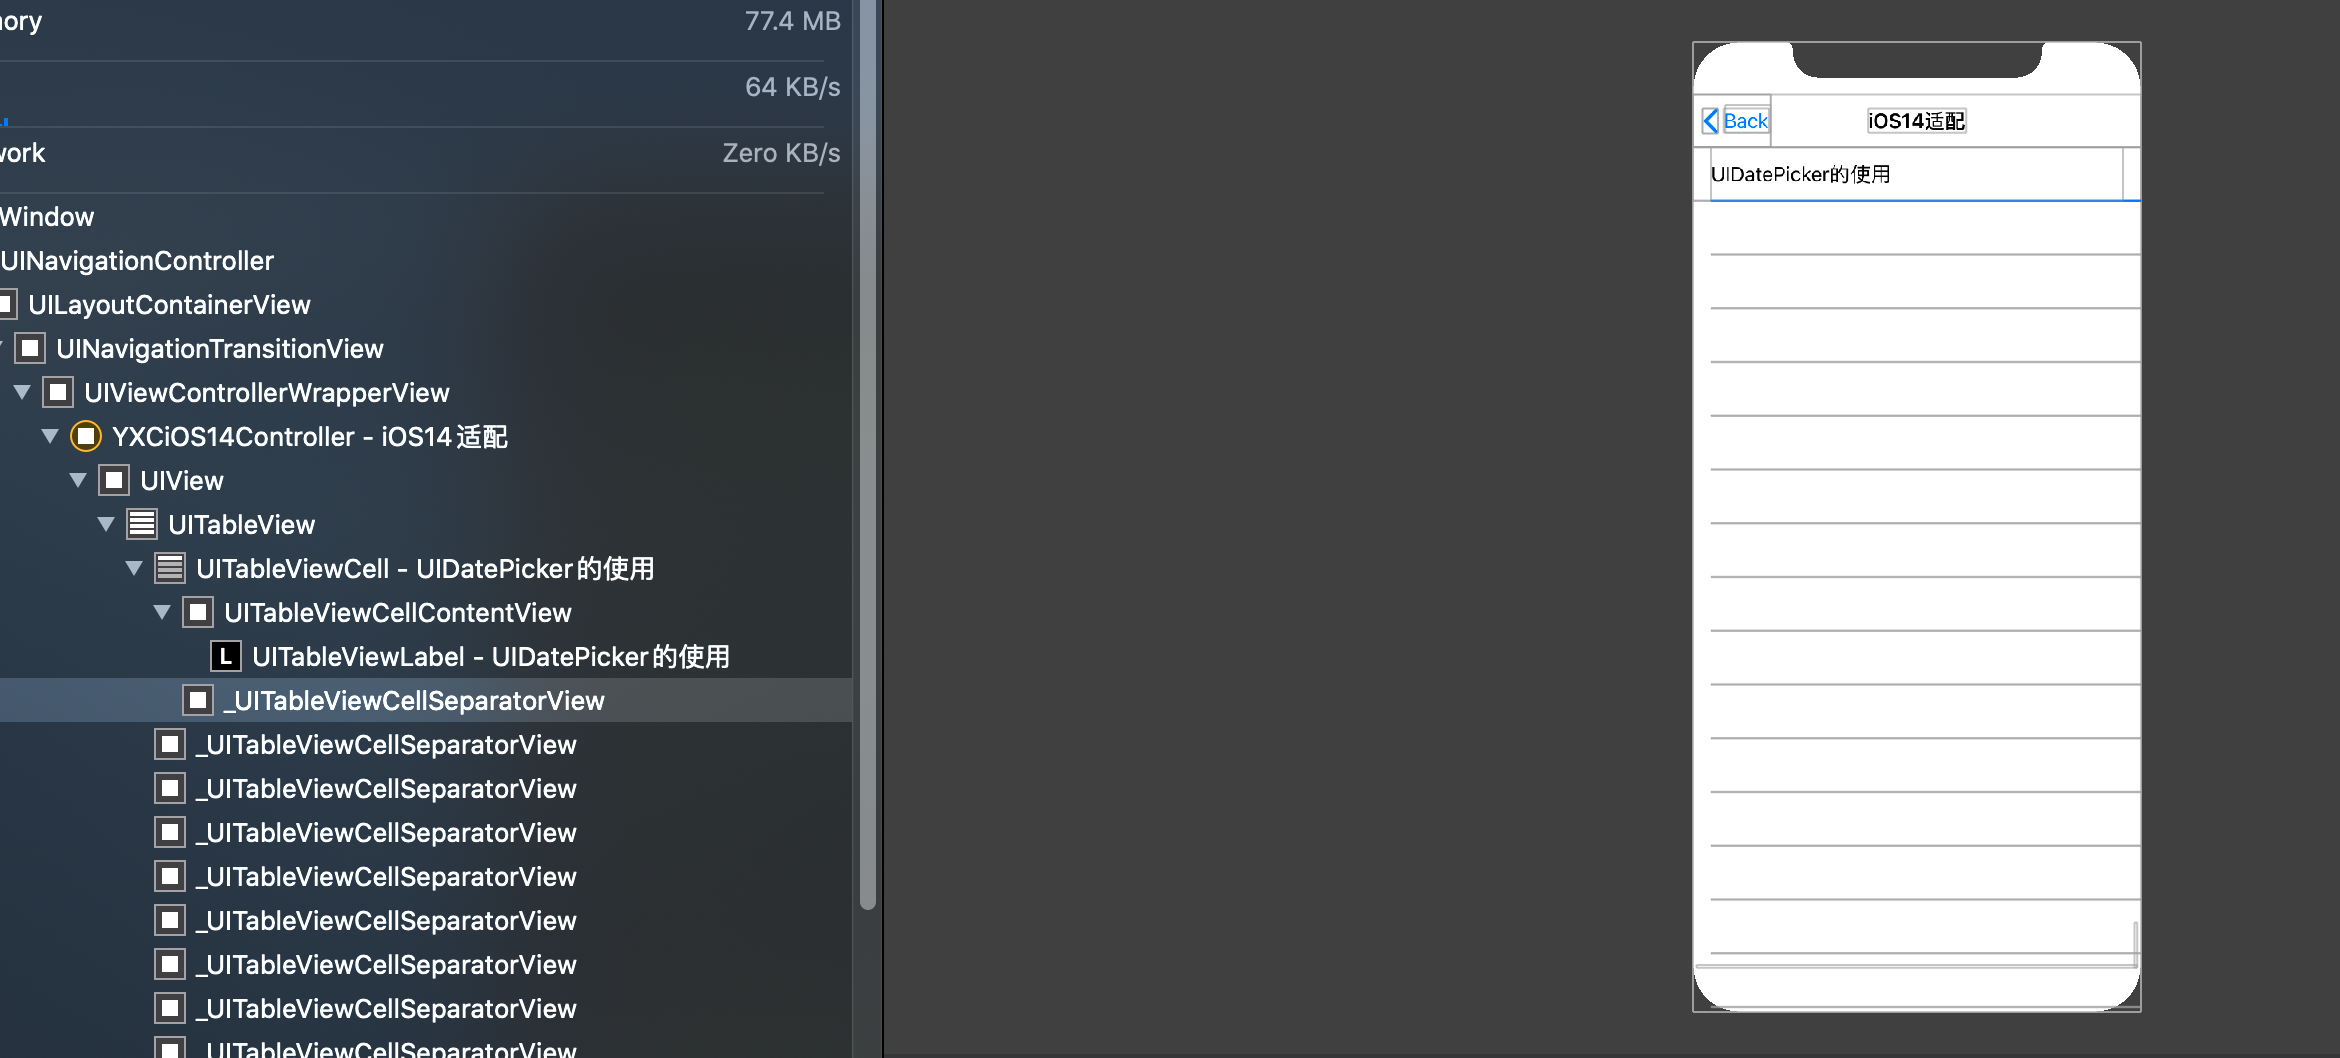 ory
77.4 MB
64 KB/s
work
Zero KB/s
Window
UINavigationController
UILayoutContainerView
UINavigationTransitionView
UIViewControllerWrapperView
YXCiOS14Controller - iOS14适配
UIView
UITableView
UITableViewCell - UIDatePicker的使用
UITableViewCellContentView
L UITableViewLabel - UIDatePicker的使用
_UITableViewCellSeparatorView
_UITableViewCellSeparatorView
_UITableViewCellSeparatorView
_UITableViewCellSeparatorView
_UITableViewCellSeparatorView
_UITableViewCellSeparatorView
_UITableViewCellSeparatorView
_UITableViewCellSeparatorView
_UITableViewCellSeparatorView
Back
iOS14适配
UIDatePicker的使用